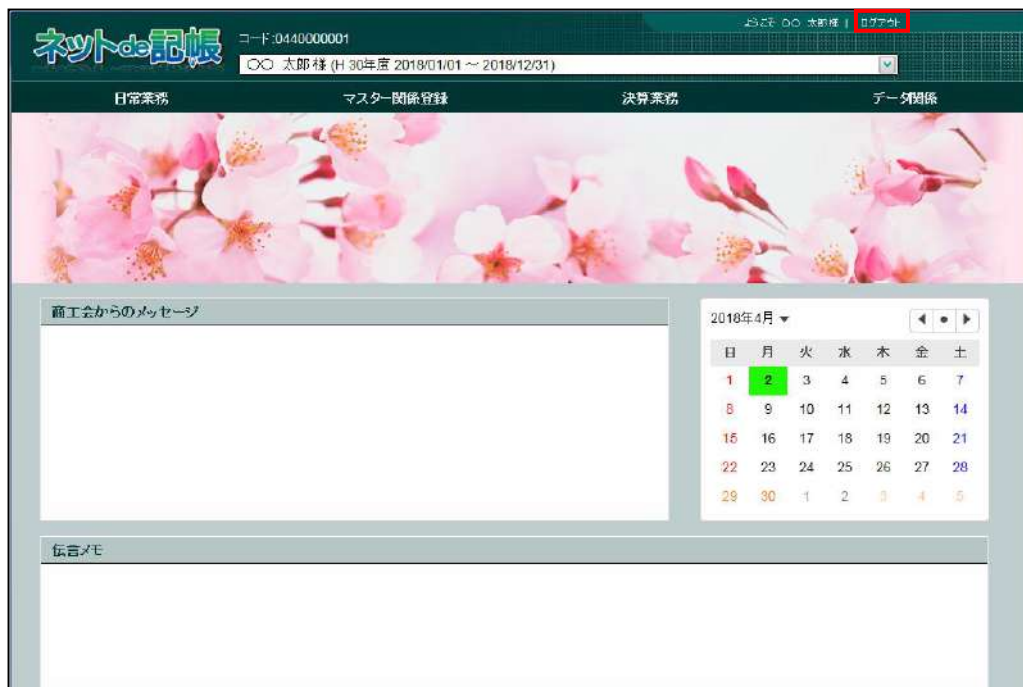 ようこそ 〇〇 太郎様 | ログアウト
ネットde記帳
コード:0440000001
〇〇 太郎 様 (H 30年度 2018/01/01 ～ 2018/12/31)
日常業務 マスター関係登録 決算業務 データ関係
商工会からのメッセージ
2018年4月
日 月 火 水 木 金 土
1 2 3 4 5 6 7
8 9 10 11 12 13 14
15 16 17 18 19 20 21
22 23 24 25 26 27 28
29 30 1 2 3 4 5
伝言メモ